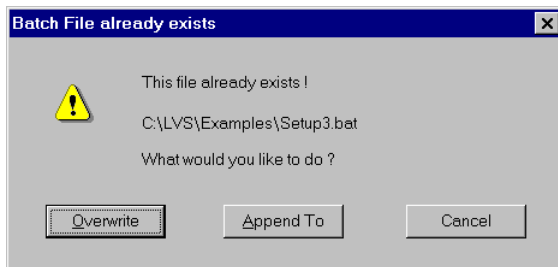 Batch File already exists
This file already exists !
C:\LVS\Examples\Setup3.bat
What would you like to do ?
Overwrite Append To Cancel